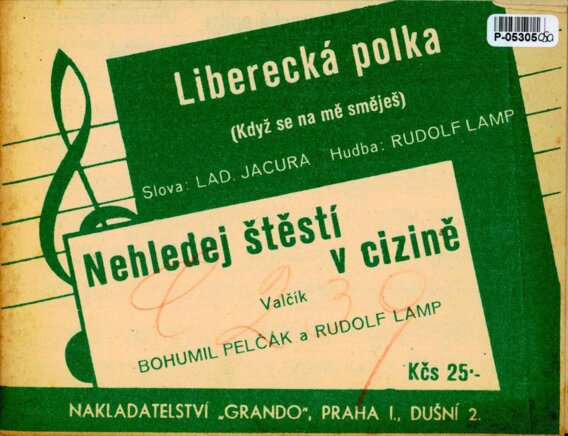 P-05305
Liberecká polka
(Když se na mě směješ)
Slova: LAD. JACURA Hudba: RUDOLF LAMP
Nehledej štěstí
v cizině
Valčík
BOHUMIL PELČÁK a RUDOLF LAMP
Kčs 25·-
NAKLADATELSTVÍ „GRANDO", PRAHA I., DUŠNÍ 2.